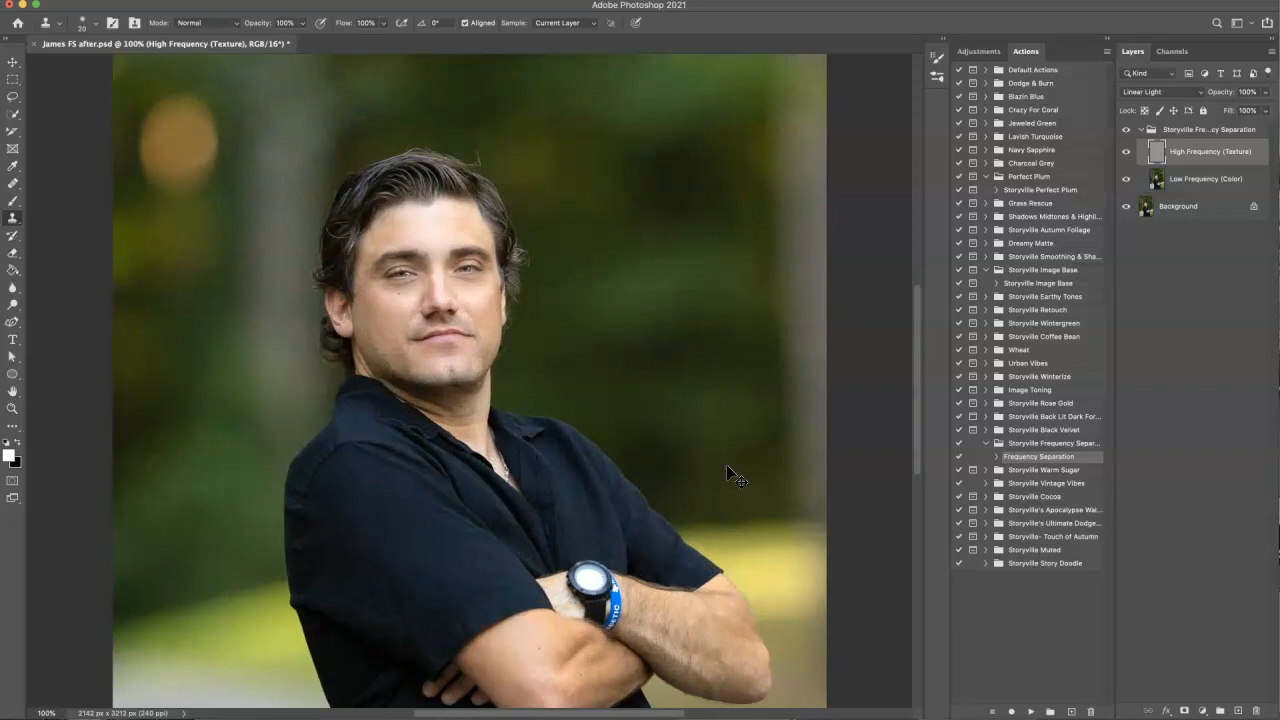 Adobe Photoshop 2021
20 Mode: Normal Opacity: 100% Flow: 100% 0° Aligned Sample: Current Layer
× James FS after.psd @ 100% (High Frequency (Texture), RGB/16*) *
Adjustments Actions
Default Actions
Dodge & Burn
Blazin Blue
Crazy For Coral
Jeweled Green
Lavish Turquoise
Navy Sapphire
Charcoal Grey
Perfect Plum
Storyville Perfect Plum
Grass Rescue
Shadows Midtones & Highli...
Storyville Autumn Foliage
Dreamy Matte
Storyville Smoothing & Sha...
Storyville Image Base
Storyville Image Base
Storyville Earthy Tones
Storyville Retouch
Storyville Wintergreen
Storyville Coffee Bean
Wheat
Urban Vibes
Storyville Winterize
Image Toning
Storyville Rose Gold
Storyville Back Lit Dark For...
Storyville Black Velvet
Storyville Frequency Separ...
Frequency Separation
Storyville Warm Sugar
Storyville Vintage Vibes
Storyville Cocoa
Storyville's Apocalypse Wal...
Storyville's Ultimate Dodge...
Storyville- Touch of Autumn
Storyville Muted
Storyville Story Doodle
Layers Channels
Kind
Linear Light Opacity: 100%
Lock: Fill: 100%
Storyville Fre...cy Separation
High Frequency (Texture)
Low Frequency (Color)
Background
100% 2142 px x 3212 px (240 ppi)